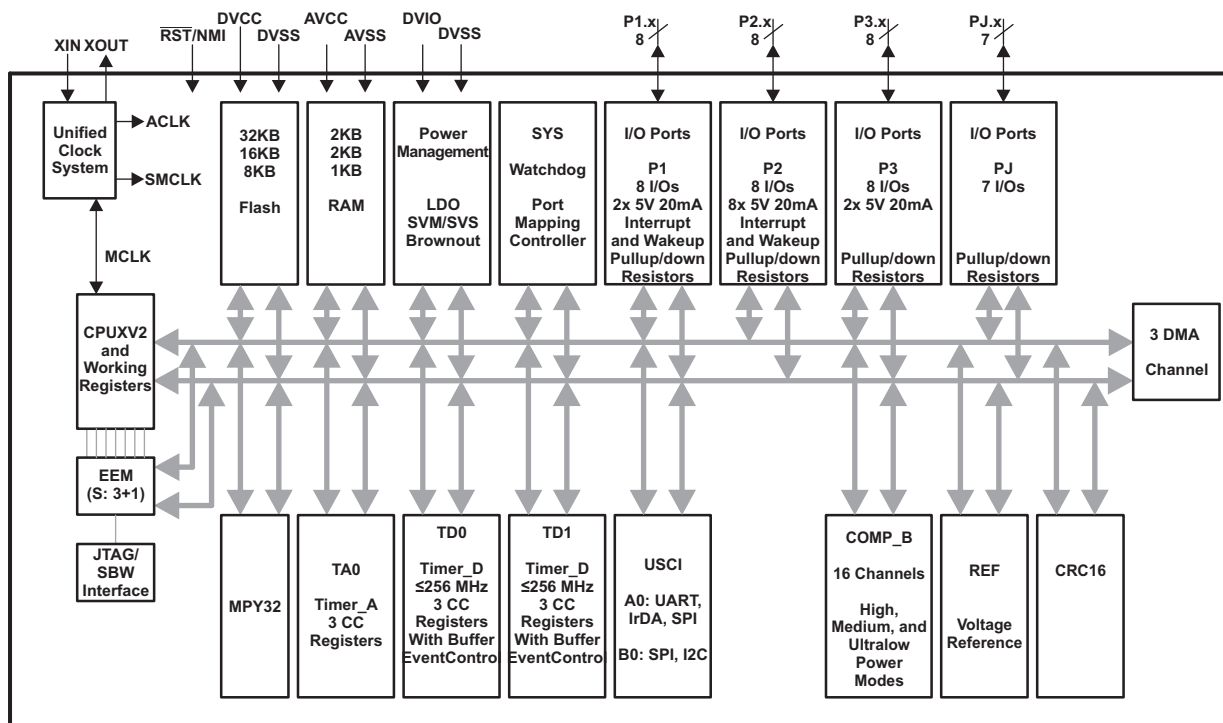 XIN XOUT
RST/NMI
DVCC
DVSS
AVCC
AVSS
DVIO
DVSS
P1.x
8
P2.x
8
P3.x
8
PJ.x
7
Unified
Clock
System
ACLK
SMCLK
MCLK
32KB
16KB
8KB
Flash
2KB
2KB
1KB
RAM
Power
Management
LDO
SVM/SVS
Brownout
SYS
Watchdog
Port
Mapping
Controller
I/O Ports
P1
8 I/Os
2x 5V 20mA
Interrupt
and Wakeup
Pullup/down
Resistors
I/O Ports
P2
8 I/Os
8x 5V 20mA
Interrupt
and Wakeup
Pullup/down
Resistors
I/O Ports
P3
8 I/Os
2x 5V 20mA
Pullup/down
Resistors
I/O Ports
PJ
7 I/Os
Pullup/down
Resistors
CPUXV2
and
Working
Registers
3 DMA
Channel
EEM
(S: 3+1)
JTAG/
SBW
Interface
MPY32
TA0
Timer_A
3 CC
Registers
TD0
Timer_D
≤256 MHz
3 CC
Registers
With Buffer
EventControl
TD1
Timer_D
≤256 MHz
3 CC
Registers
With Buffer
EventControl
USCI
A0: UART,
IrDA, SPI
B0: SPI, I2C
COMP_B
16 Channels
High,
Medium, and
Ultralow
Power
Modes
REF
Voltage
Reference
CRC16